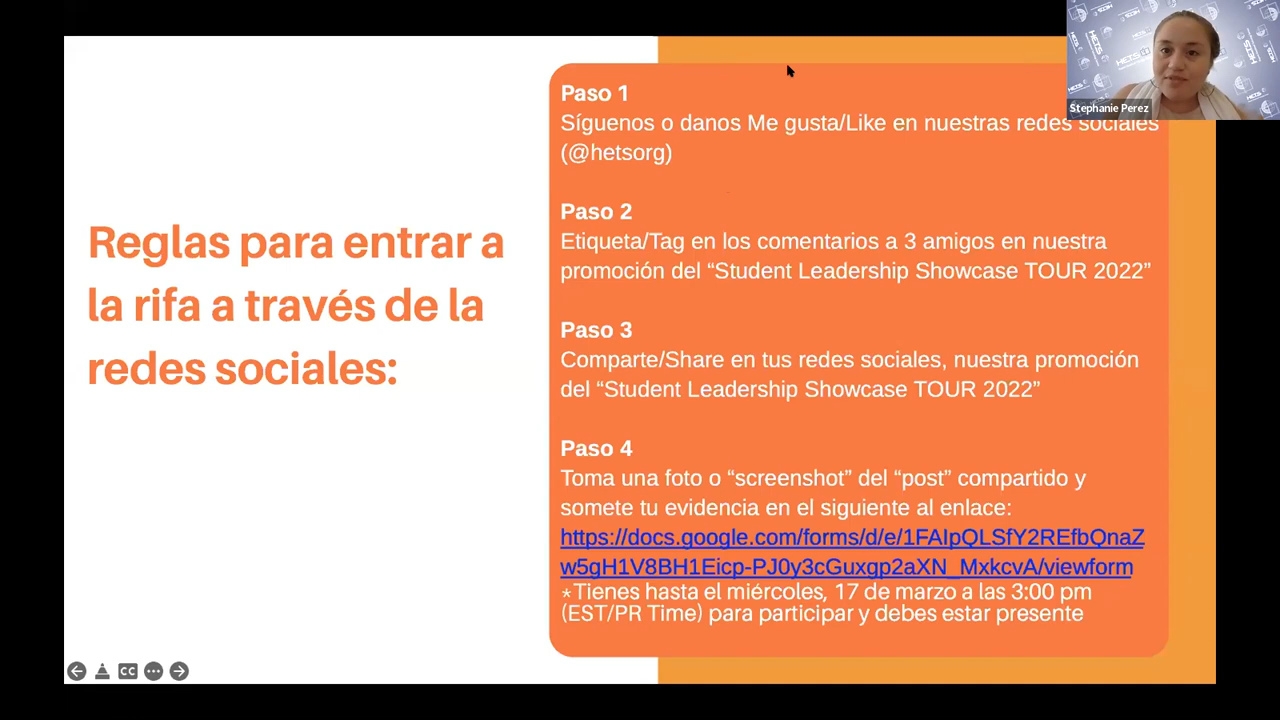 Reglas para entrar a
la rifa a través de la
redes sociales:
Paso 1
Síguenos o danos Me gusta/Like en nuestras redes sociales
(@hetsorg)
Paso 2
Etiqueta/Tag en los comentarios a 3 amigos en nuestra
promoción del “Student Leadership Showcase TOUR 2022”
Paso 3
Comparte/Share en tus redes sociales, nuestra promoción
del “Student Leadership Showcase TOUR 2022”
Paso 4
Toma una foto o “screenshot” del “post” compartido y
somete tu evidencia en el siguiente al enlace:
https://docs.google.com/forms/d/e/1FAIpQLSfY2REfbQnaZ
w5gH1V8BH1Eicp-PJ0y3cGuxgp2aXN_MxkcvA/viewform
*Tienes hasta el miércoles, 17 de marzo a las 3:00 pm
(EST/PR Time) para participar y debes estar presente
HETS
Stephanie Perez
CC